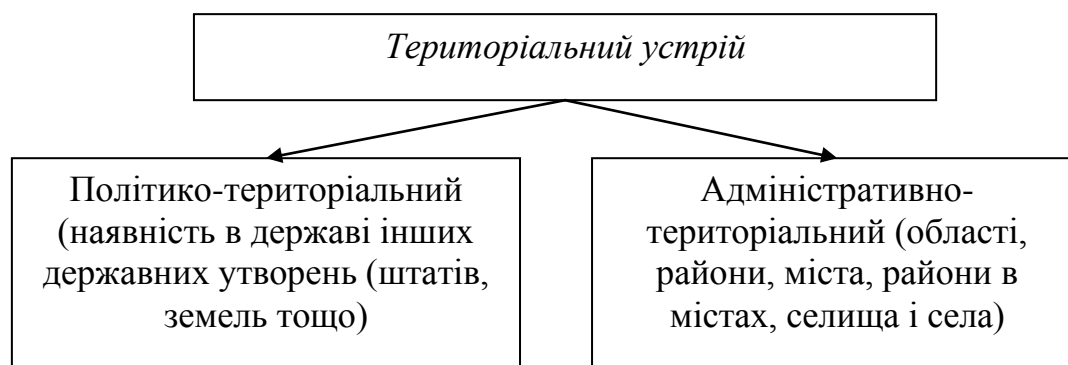 Територіальний устрій
Політико-територіальний
(наявність в державі інших
державних утворень (штатів,
земель тощо)
Адміністративно-
територіальний (області,
райони, міста, райони в
містах, селища і села)